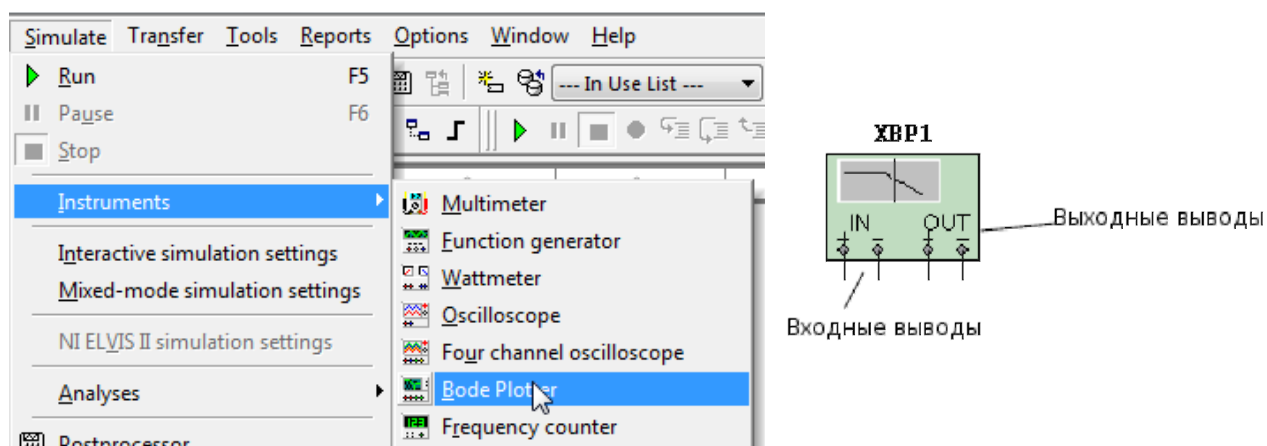 Simulate Transfer Tools Reports Options Window Help
Run F5
--- In Use List ---
Pause F6
Stop
Instruments
Interactive simulation settings
Mixed-mode simulation settings
NI ELVIS II simulation settings
Analyses
Postprocessor
Multimeter
Function generator
Wattmeter
Oscilloscope
Four channel oscilloscope
Bode Plotter
Frequency counter
XBP1
IN OUT
+ - + -
Выходные выводы
Входные выводы